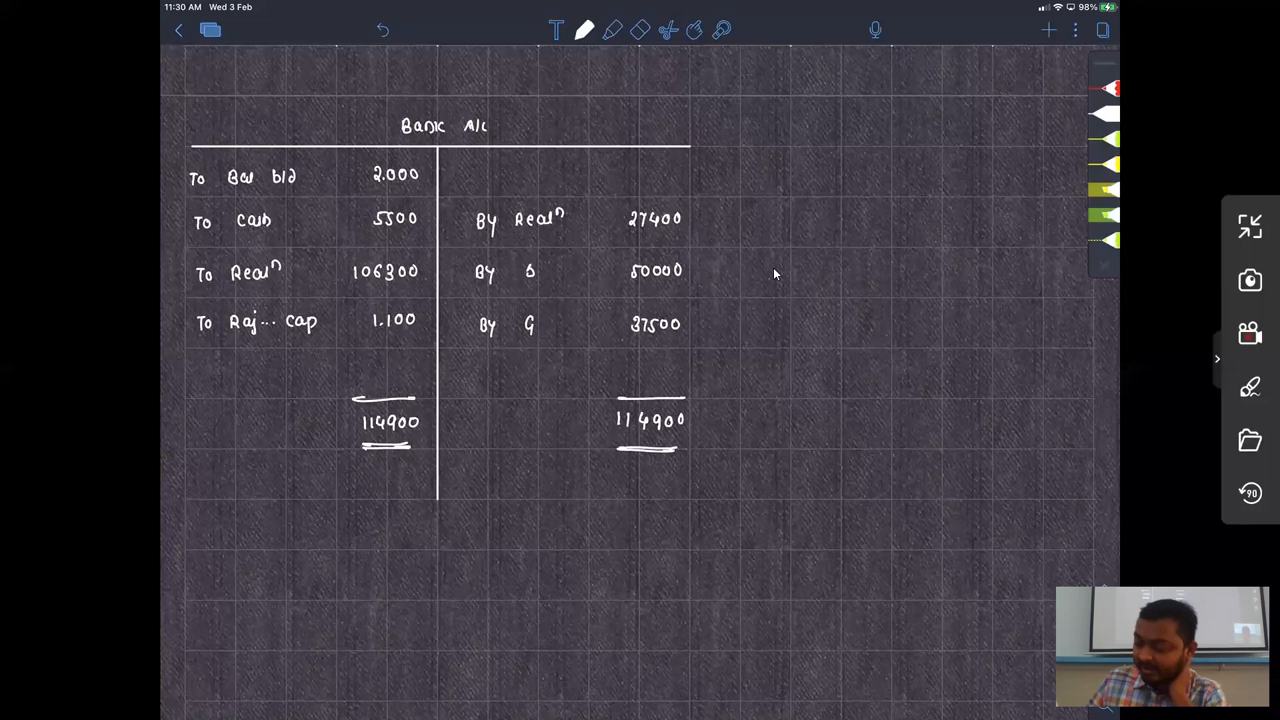 11:30 AM Wed 3 Feb
98%
Bank A/c
To Bal b/d 2.000
To Cash 5500 By Realⁿ 27400
To Realⁿ 106300 By S 50000
To Raj... Cap 1.100 By G 37500
114900 114900
90